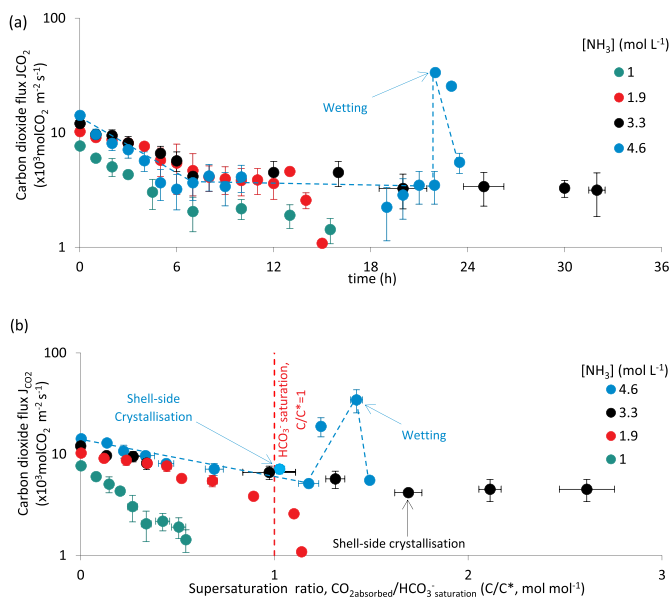 (a)
100
10
1
Carbon dioxide flux JCO2
(x10³molCO2 m⁻² s⁻¹)
[NH3] (mol L⁻¹)
1
1.9
3.3
4.6
Wetting
0 6 12 18 24 30 36
time (h)
(b)
100
10
1
Carbon dioxide flux JCO2
(x10³molCO2 m⁻² s⁻¹)
[NH3] (mol L⁻¹)
4.6
3.3
1.9
1
Shell-side
Crystallisation
HCO3⁻ saturation,
C/C*=1
Wetting
Shell-side crystallisation
0 1 2 3
Supersaturation ratio, CO2absorbed/HCO3⁻saturation (C/C*, mol mol⁻¹)